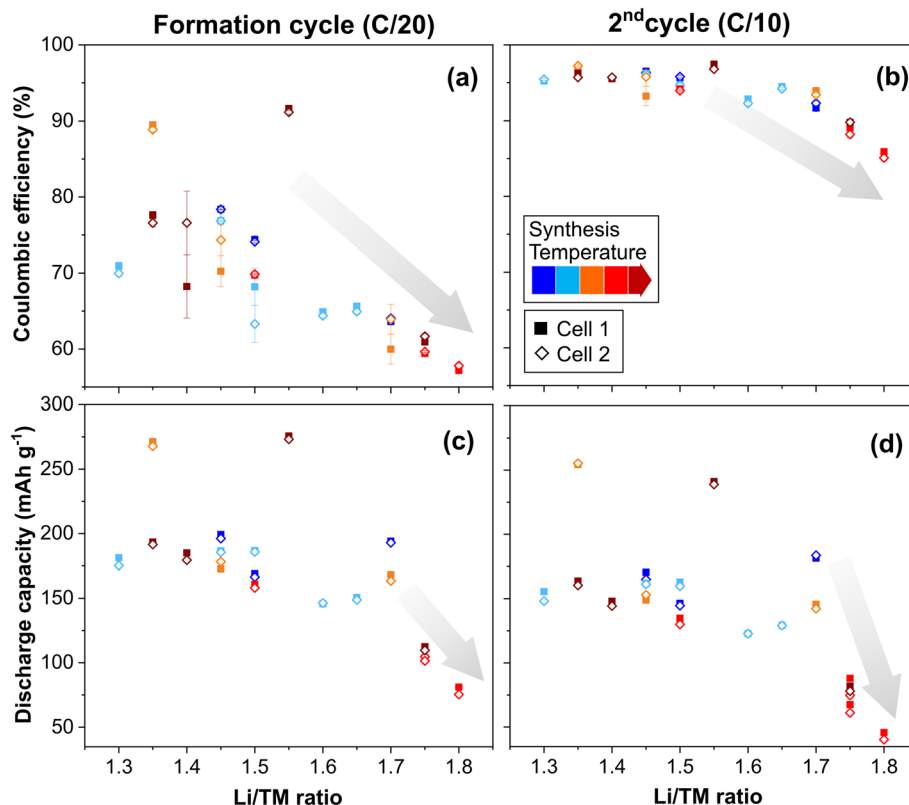 Formation cycle (C/20)
2ndcycle (C/10)
Coulombic efficiency (%)
100
90
80
70
60
(a)
(b)
Synthesis
Temperature
Cell 1
Cell 2
Discharge capacity (mAh g-1)
300
250
200
150
100
50
(c)
(d)
1.3 1.4 1.5 1.6 1.7 1.8
1.3 1.4 1.5 1.6 1.7 1.8
Li/TM ratio
Li/TM ratio